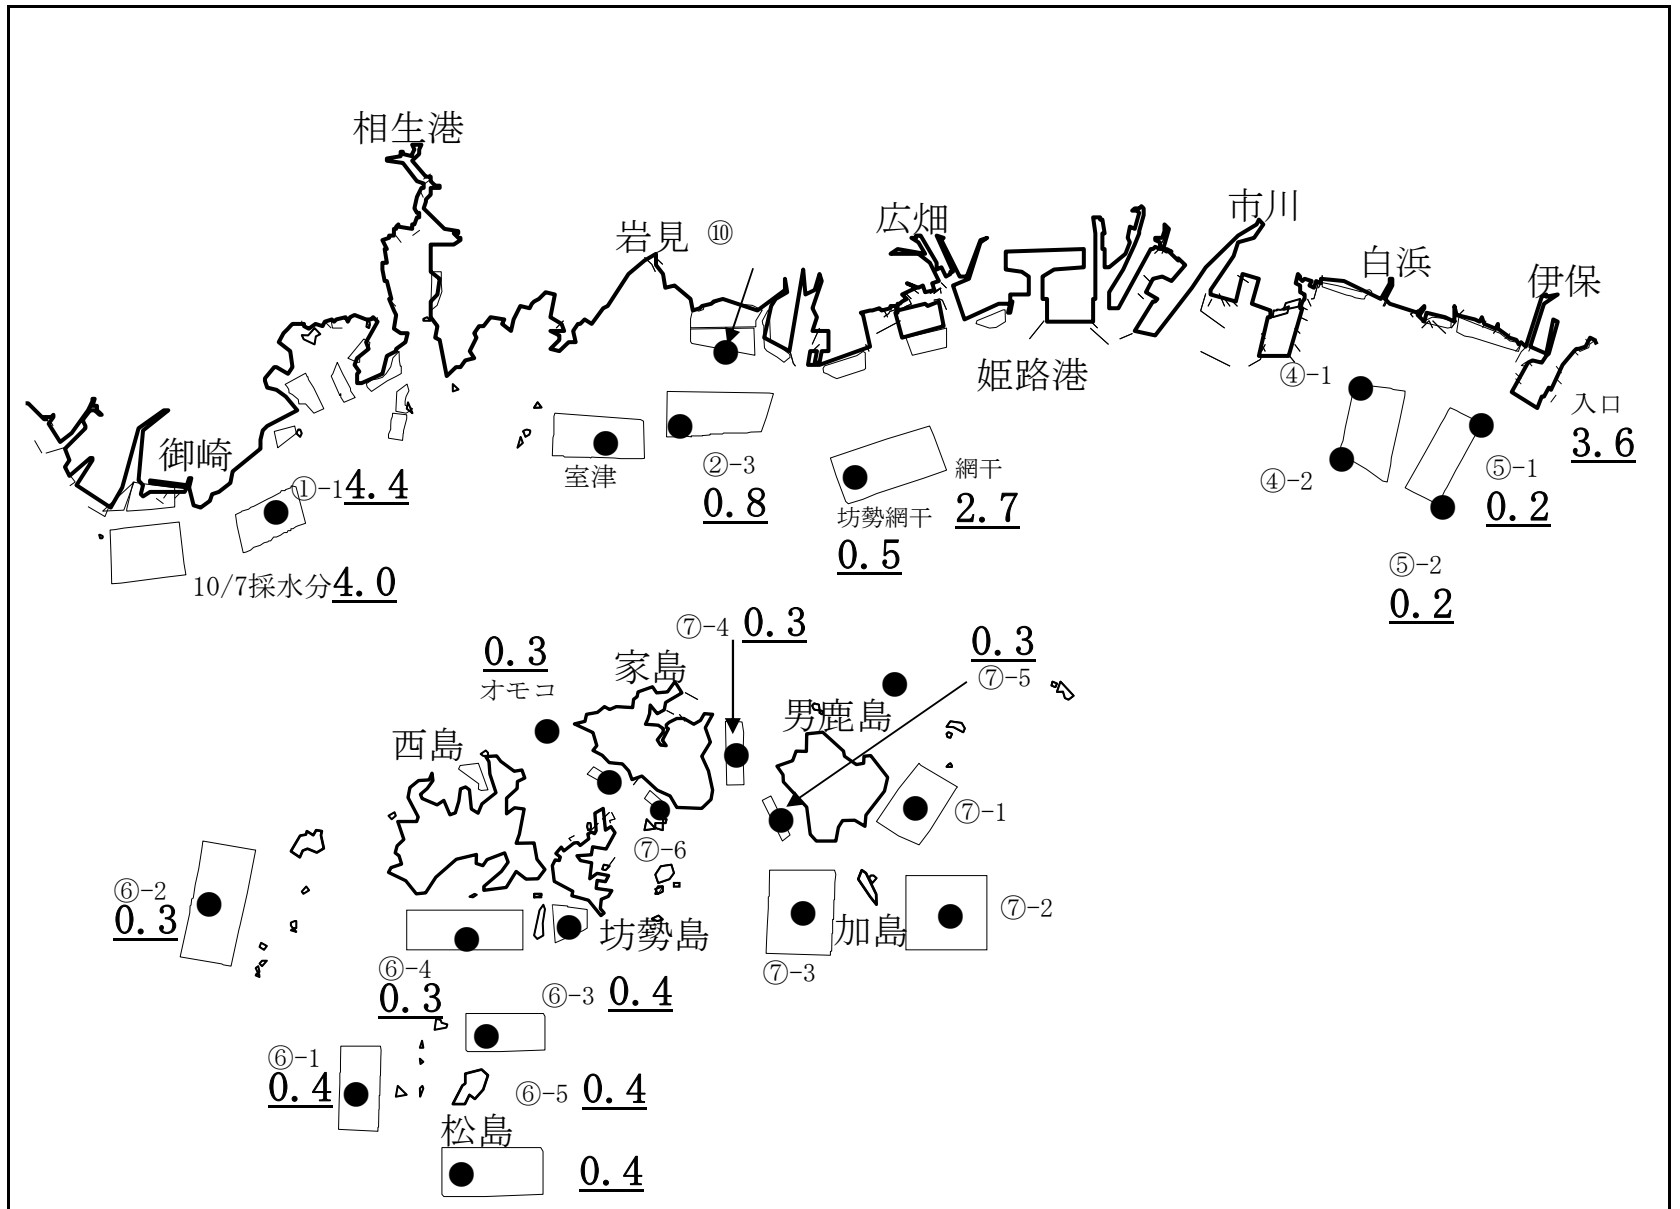 相生港
岩見 ⑩
広畑
市川
白浜
伊保
姫路港
④-1
入口
3.6
御崎
①-1 4.4
室津
②-3
0.8
網干
2.7
坊勢網干
0.5
④-2
⑤-1
0.2
⑤-2
0.2
10/7採水分4.0
⑦-4 0.3
0.3
⑦-5
0.3
オモコ
家島
男鹿島
西島
⑦-1
⑦-6
⑥-2
0.3
坊勢島
加島
⑦-2
⑦-3
⑥-4
0.3
⑥-3 0.4
⑥-1
0.4
⑥-5 0.4
松島
0.4